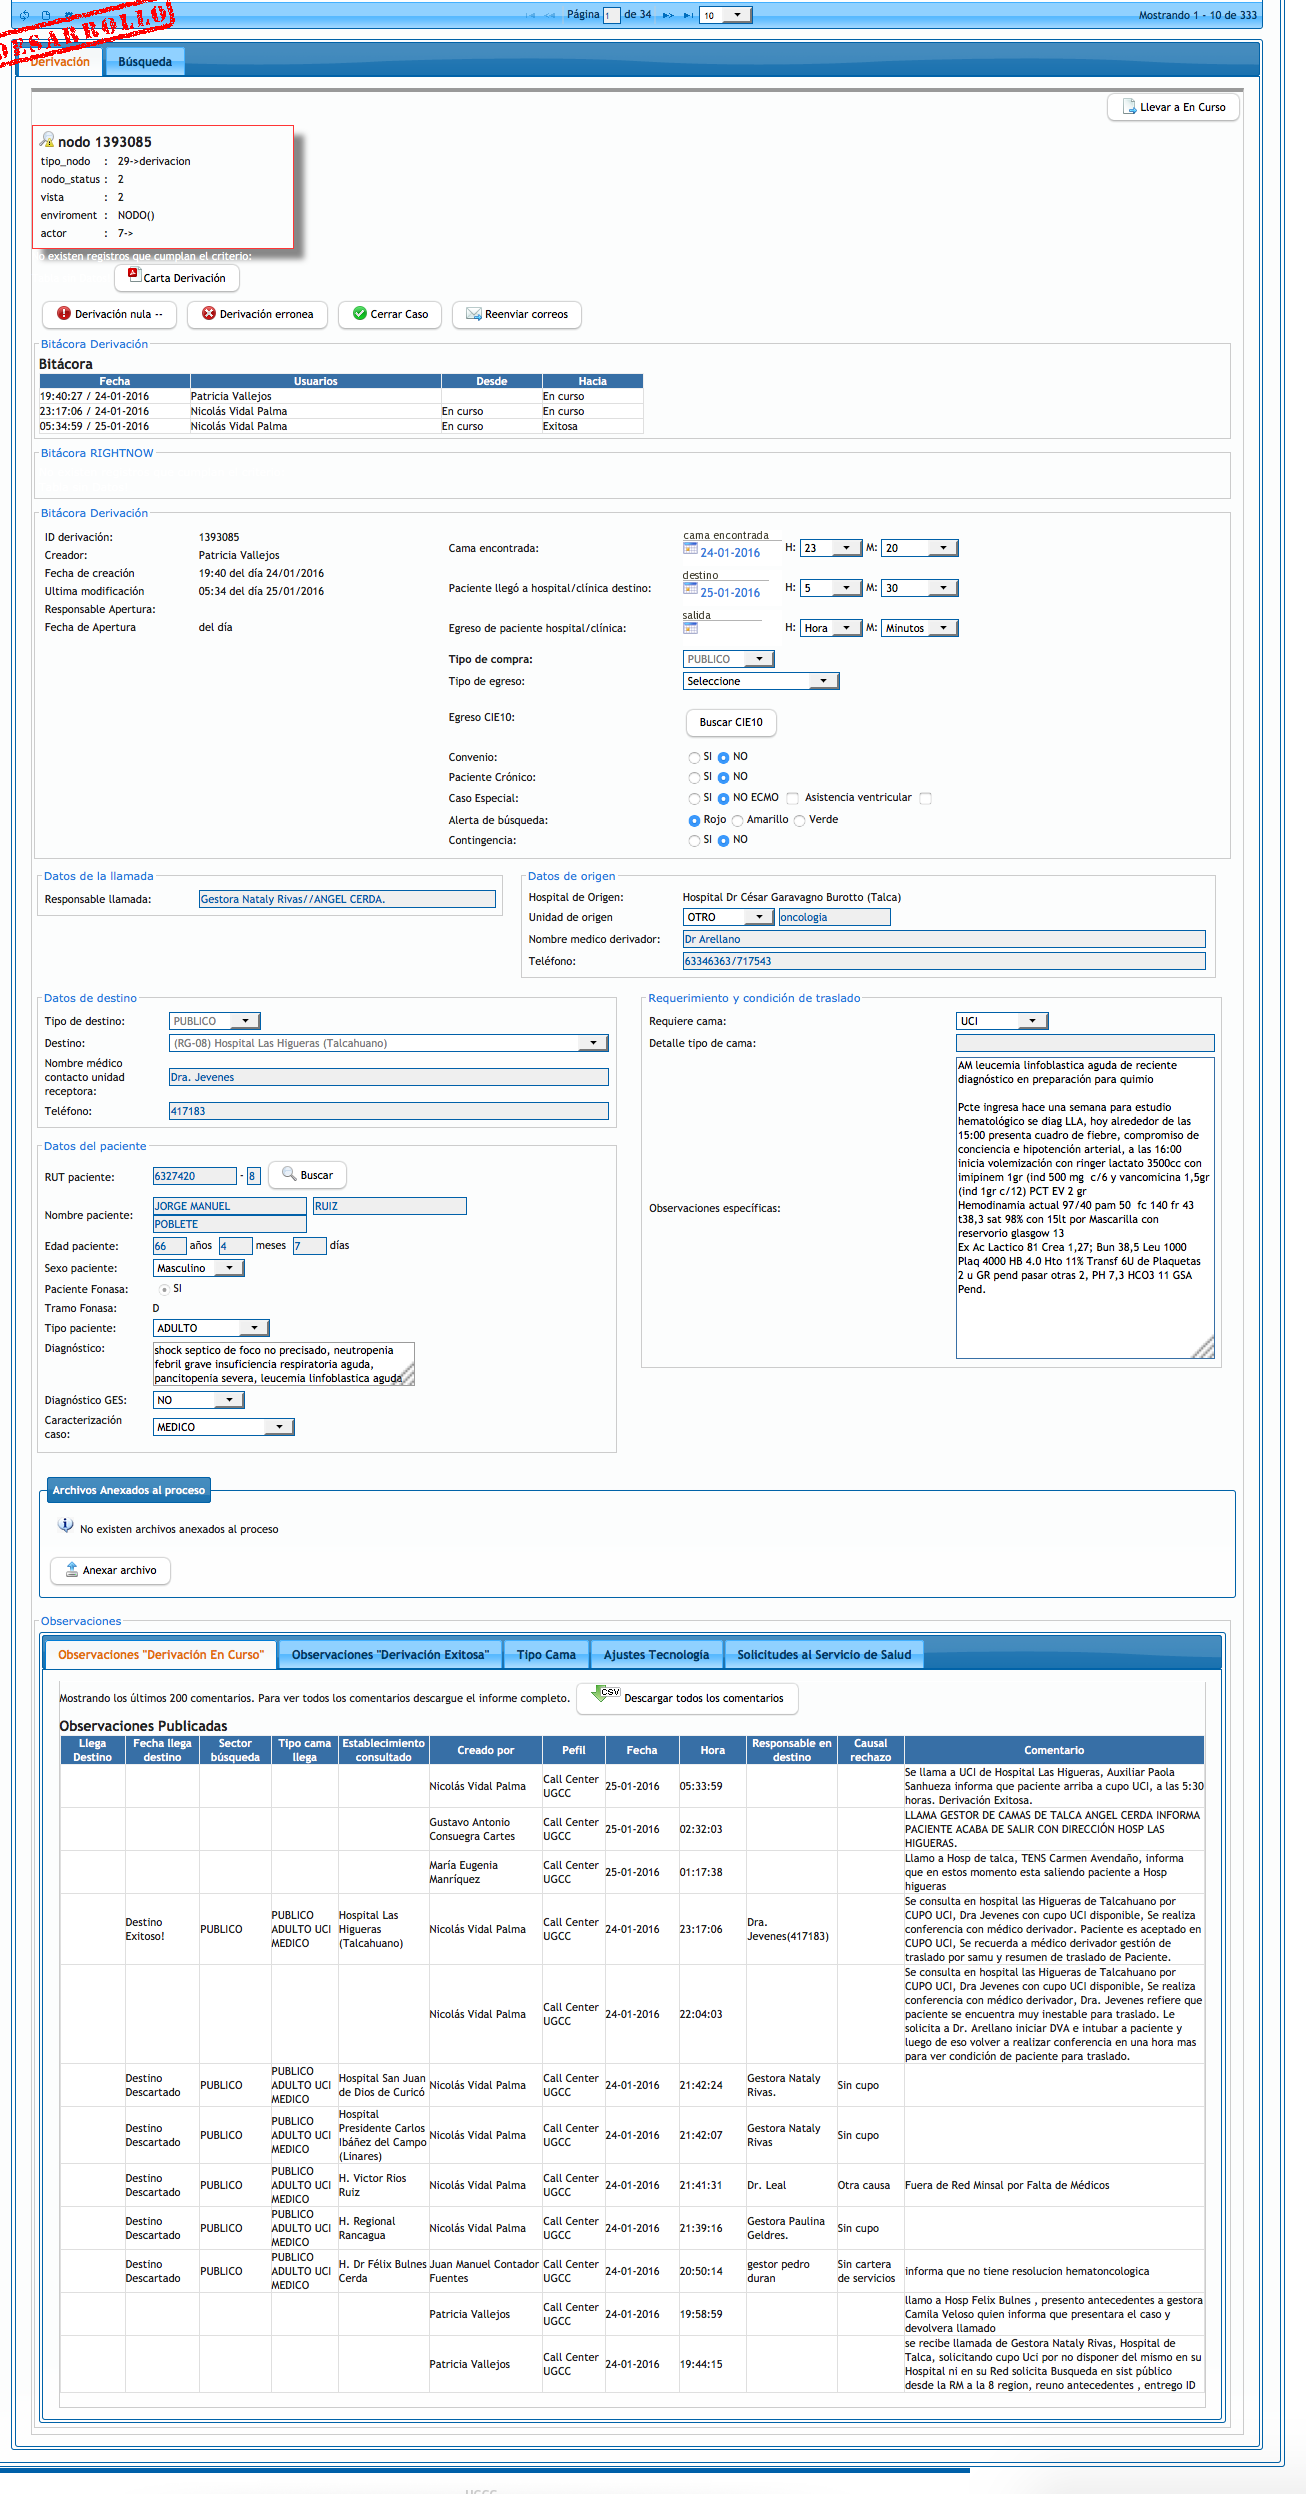 Página 1 de 34 10 Mostrando 1 - 10 de 333
DESARROLLO
Derivación Búsqueda
Llevar a En Curso
nodo 1393085
tipo_nodo : 29->derivacion
nodo_status : 2
vista : 2
enviroment : NODO()
actor : 7->
o existen registros que cumplan el criterio:
Carta Derivación
Derivación nula -- Derivación erronea Cerrar Caso Reenviar correos
Bitácora Derivación
Bitácora
Fecha Usuarios Desde Hacia
19:40:27 / 24-01-2016 Patricia Vallejos En curso
23:17:06 / 24-01-2016 Nicolás Vidal Palma En curso En curso
05:34:59 / 25-01-2016 Nicolás Vidal Palma En curso Exitosa
Bitácora RIGHTNOW
Bitácora Derivación
ID derivación: 1393085
Creador: Patricia Vallejos
Fecha de creación 19:40 del día 24/01/2016
Ultima modificación 05:34 del día 25/01/2016
Responsable Apertura:
Fecha de Apertura del día
cama encontrada
Cama encontrada: 24-01-2016 H: 23 M: 20
destino
Paciente llegó a hospital/clínica destino: 25-01-2016 H: 5 M: 30
salida
Egreso de paciente hospital/clínica: H: Hora M: Minutos
Tipo de compra: PUBLICO
Tipo de egreso: Seleccione
Egreso CIE10: Buscar CIE10
Convenio: SI NO
Paciente Crónico: SI NO
Caso Especial: SI NO ECMO Asistencia ventricular
Alerta de búsqueda: Rojo Amarillo Verde
Contingencia: SI NO
Datos de la llamada
Responsable llamada: Gestora Nataly Rivas//ANGEL CERDA.
Datos de origen
Hospital de Origen: Hospital Dr César Garavagno Burotto (Talca)
Unidad de origen OTRO oncologia
Nombre medico derivador: Dr Arellano
Teléfono: 63346363/717543
Datos de destino
Tipo de destino: PUBLICO
Destino: (RG-08) Hospital Las Higueras (Talcahuano)
Nombre médico
contacto unidad
receptora: Dra. Jevenes
Teléfono: 417183
Requerimiento y condición de traslado
Requiere cama: UCI
Detalle tipo de cama:
Observaciones específicas:
AM leucemia linfoblastica aguda de reciente
diagnóstico en preparación para quimio
Pcte ingresa hace una semana para estudio
hematológico se diag LLA, hoy alrededor de las
15:00 presenta cuadro de fiebre, compromiso de
conciencia e hipotención arterial, a las 16:00
inicia volemización con ringer lactato 3500cc con
imipinem 1gr (ind 500 mg c/6 y vancomicina 1,5gr
(ind 1gr c/12) PCT EV 2 gr
Hemodinamia actual 97/40 pam 50 fc 140 fr 43
t38,3 sat 98% con 15lt por Mascarilla con
reservorio glasgow 13
Ex Ac Lactico 81 Crea 1,27; Bun 38,5 Leu 1000
Plaq 4000 HB 4.0 Hto 11% Transf 6U de Plaquetas
2 u GR pend pasar otras 2, PH 7,3 HCO3 11 GSA
Pend.
Datos del paciente
RUT paciente: 6327420 - 8 Buscar
Nombre paciente: JORGE MANUEL RUIZ
POBLETE
Edad paciente: 66 años 4 meses 7 días
Sexo paciente: Masculino
Paciente Fonasa: SI
Tramo Fonasa: D
Tipo paciente: ADULTO
Diagnóstico: shock septico de foco no precisado, neutropenia
febril grave insuficiencia respiratoria aguda,
pancitopenia severa, leucemia linfoblastica aguda
Diagnóstico GES: NO
Caracterización
caso: MEDICO
Archivos Anexados al proceso
No existen archivos anexados al proceso
Anexar archivo
Observaciones
Observaciones "Derivación En Curso" Observaciones "Derivación Exitosa" Tipo Cama Ajustes Tecnología Solicitudes al Servicio de Salud
Mostrando los últimos 200 comentarios. Para ver todos los comentarios descargue el informe completo. CSV Descargar todos los comentarios
Observaciones Publicadas
Llega Destino Fecha llega destino Sector búsqueda Tipo cama llega Establecimiento consultado Creado por Pefil Fecha Hora Responsable en destino Causal rechazo Comentario
Nicolás Vidal Palma Call Center UGCC 25-01-2016 05:33:59 Se llama a UCI de Hospital Las Higueras, Auxiliar Paola
Sanhueza informa que paciente arriba a cupo UCI, a las 5:30
horas. Derivación Exitosa.
Gustavo Antonio Consuegra Cartes Call Center UGCC 25-01-2016 02:32:03 LLAMA GESTOR DE CAMAS DE TALCA ANGEL CERDA INFORMA
PACIENTE ACABA DE SALIR CON DIRECCIÓN HOSP LAS
HIGUERAS.
María Eugenia Manríquez Call Center UGCC 25-01-2016 01:17:38 Llamo a Hosp de talca, TENS Carmen Avendaño, informa
que en estos momento esta saliendo paciente a Hosp
higueras
Destino Exitoso! PUBLICO PUBLICO ADULTO UCI MEDICO Hospital Las Higueras (Talcahuano) Nicolás Vidal Palma Call Center UGCC 24-01-2016 23:17:06 Dra. Jevenes(417183) Se consulta en hospital las Higueras de Talcahuano por
CUPO UCI, Dra Jevenes con cupo UCI disponible, Se realiza
conferencia con médico derivador. Paciente es aceptado en
CUPO UCI, Se recuerda a médico derivador gestión de
traslado por samu y resumen de traslado de Paciente.
Nicolás Vidal Palma Call Center UGCC 24-01-2016 22:04:03 Se consulta en hospital las Higueras de Talcahuano por
CUPO UCI, Dra Jevenes con cupo UCI disponible, Se realiza
conferencia con médico derivador, Dra. Jevenes refiere que
paciente se encuentra muy inestable para traslado. Le
solicita a Dr. Arellano iniciar DVA e intubar a paciente y
luego de eso volver a realizar conferencia en una hora mas
para ver condición de paciente para traslado.
Destino Descartado PUBLICO PUBLICO ADULTO UCI MEDICO Hospital San Juan de Dios de Curicó Nicolás Vidal Palma Call Center UGCC 24-01-2016 21:42:24 Gestora Nataly Rivas. Sin cupo
Destino Descartado PUBLICO PUBLICO ADULTO UCI MEDICO Hospital Presidente Carlos Ibáñez del Campo (Linares) Nicolás Vidal Palma Call Center UGCC 24-01-2016 21:42:07 Gestora Nataly Rivas Sin cupo
Destino Descartado PUBLICO PUBLICO ADULTO UCI MEDICO H. Victor Rios Ruiz Nicolás Vidal Palma Call Center UGCC 24-01-2016 21:41:31 Dr. Leal Otra causa Fuera de Red Minsal por Falta de Médicos
Destino Descartado PUBLICO PUBLICO ADULTO UCI MEDICO H. Regional Rancagua Nicolás Vidal Palma Call Center UGCC 24-01-2016 21:39:16 Gestora Paulina Geldres. Sin cupo
Destino Descartado PUBLICO PUBLICO ADULTO UCI MEDICO H. Dr Félix Bulnes Cerda Juan Manuel Contador Fuentes Call Center UGCC 24-01-2016 20:50:14 gestor pedro duran Sin cartera de servicios informa que no tiene resolucion hematoncologica
Patricia Vallejos Call Center UGCC 24-01-2016 19:58:59 llamo a Hosp Felix Bulnes , presento antecedentes a gestora
Camila Veloso quien informa que presentara el caso y
devolvera llamado
Patricia Vallejos Call Center UGCC 24-01-2016 19:44:15 se recibe llamada de Gestora Nataly Rivas, Hospital de
Talca, solicitando cupo Uci por no disponer del mismo en su
Hospital ni en su Red solicita Busqueda en sist público
desde la RM a la 8 region, reuno antecedentes , entrego ID